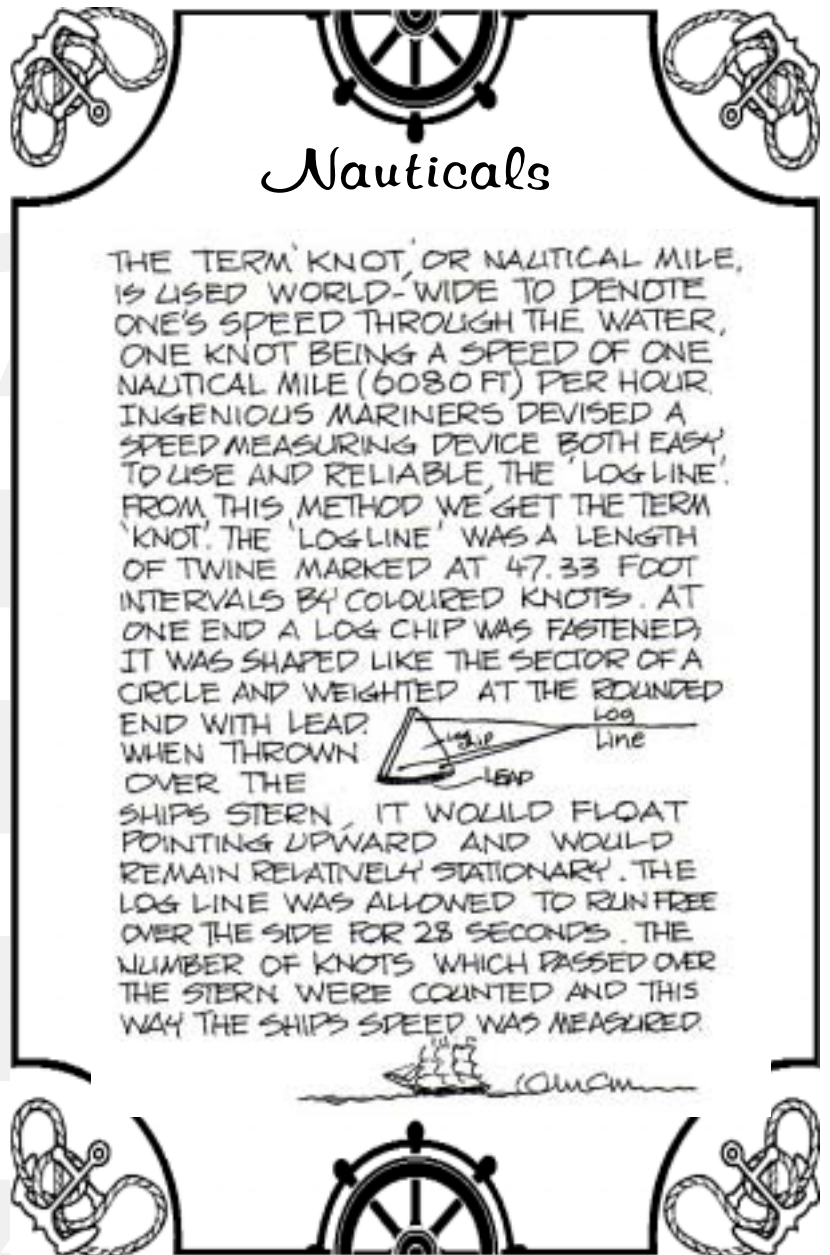 Nauticals
THE TERM 'KNOT,' OR NAUTICAL MILE,
IS USED WORLD-WIDE TO DENOTE
ONE'S SPEED THROUGH THE WATER,
ONE KNOT BEING A SPEED OF ONE
NAUTICAL MILE (6080 FT) PER HOUR.
INGENIOUS MARINERS DEVISED A
SPEED MEASURING DEVICE BOTH EASY
TO USE AND RELIABLE, THE 'LOG LINE'.
FROM THIS METHOD WE GET THE TERM
'KNOT'. THE 'LOGLINE' WAS A LENGTH
OF TWINE MARKED AT 47.33 FOOT
INTERVALS BY COLOURED KNOTS. AT
ONE END A LOG CHIP WAS FASTENED;
IT WAS SHAPED LIKE THE SECTOR OF A
CIRCLE AND WEIGHTED AT THE ROUNDED
END WITH LEAD.
WHEN THROWN
OVER THE
Log
Line
Log
chip
LEAD
SHIPS STERN, IT WOULD FLOAT
POINTING UPWARD AND WOULD
REMAIN RELATIVELY STATIONARY. THE
LOG LINE WAS ALLOWED TO RUN FREE
OVER THE SIDE FOR 28 SECONDS. THE
NUMBER OF KNOTS WHICH PASSED OVER
THE STERN WERE COUNTED AND THIS
WAY THE SHIPS SPEED WAS MEASURED.